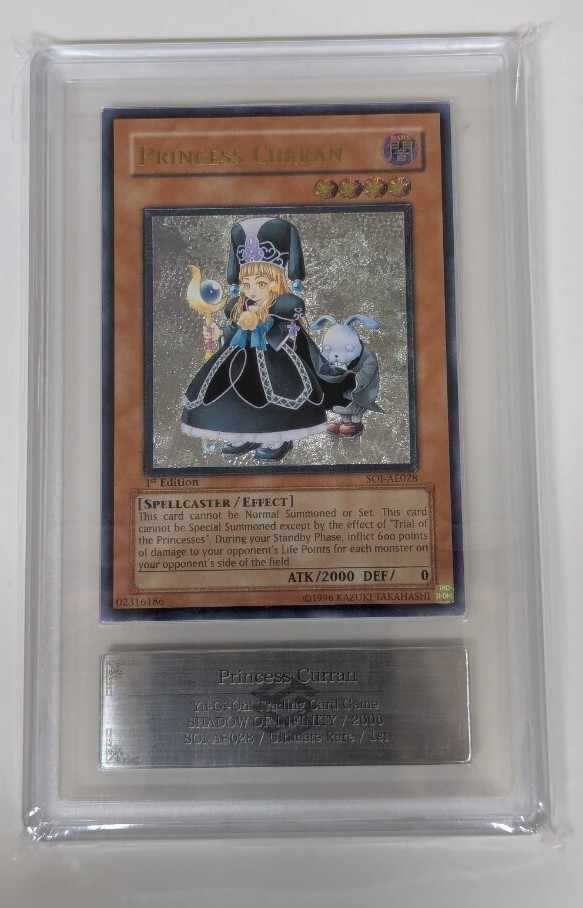 PRINCESS CURRAN
DARK
闇
1st Edition
SOI-AE028
[SPELLCASTER / EFFECT]
This card cannot be Normal Summoned or Set. This card
cannot be Special Summoned except by the effect of "Trial of
the Princesses". During your Standby Phase, inflict 600 points
of damage to your opponent's Life Points for each monster on
your opponent's side of the field.
ATK/2000 DEF/ 0
02316186
©1996 KAZUKI TAKAHASHI
Princess Curran
Yu-Gi-Oh! Trading Card Game
SHADOW OF INFINITY / 2006
SOI-AE028 / Ultimate Rare / 1st